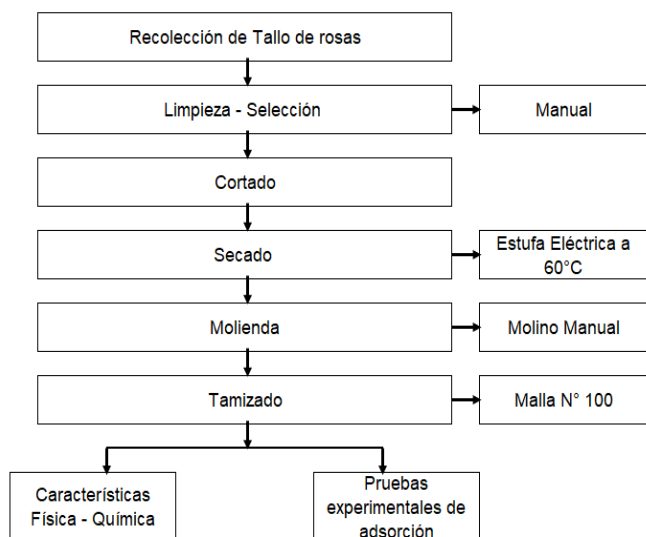 Recolección de Tallo de rosas
Limpieza - Selección
Manual
Cortado
Secado
Estufa Eléctrica a
60°C
Molienda
Molino Manual
Tamizado
Malla N° 100
Características
Física - Química
Pruebas
experimentales de
adsorción